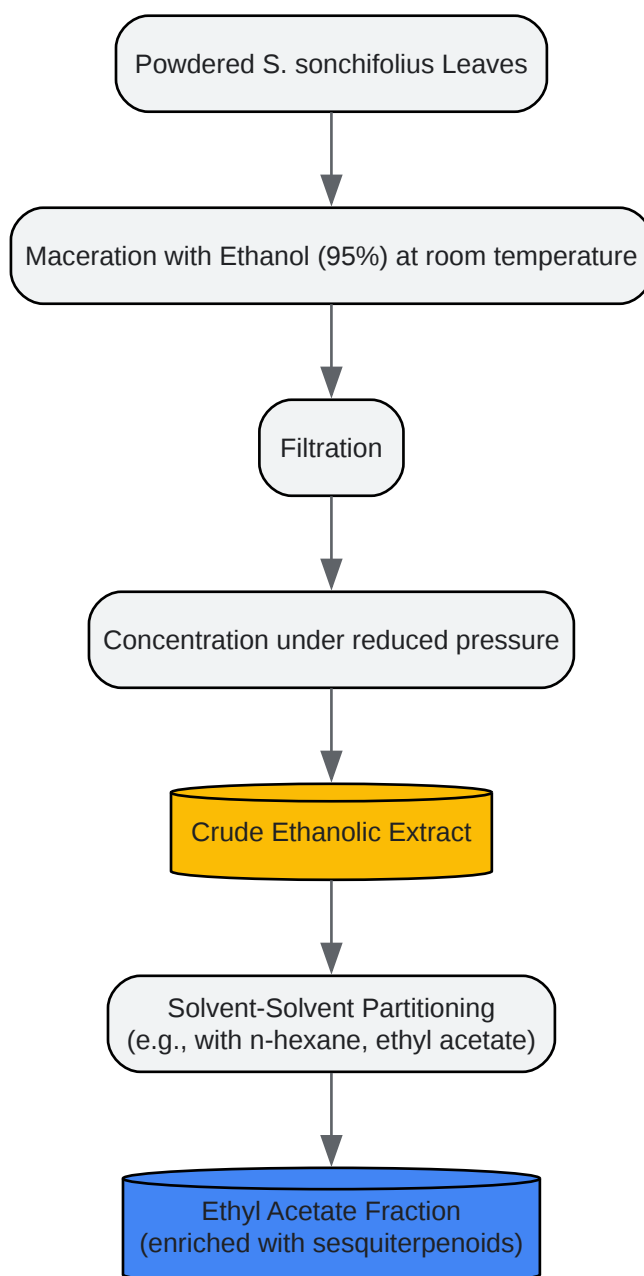 Powdered S. sonchifolius Leaves
Maceration with Ethanol (95%) at room temperature
Filtration
Concentration under reduced pressure
Crude Ethanolic Extract
Solvent-Solvent Partitioning
(e.g., with n-hexane, ethyl acetate)
Ethyl Acetate Fraction
(enriched with sesquiterpenoids)